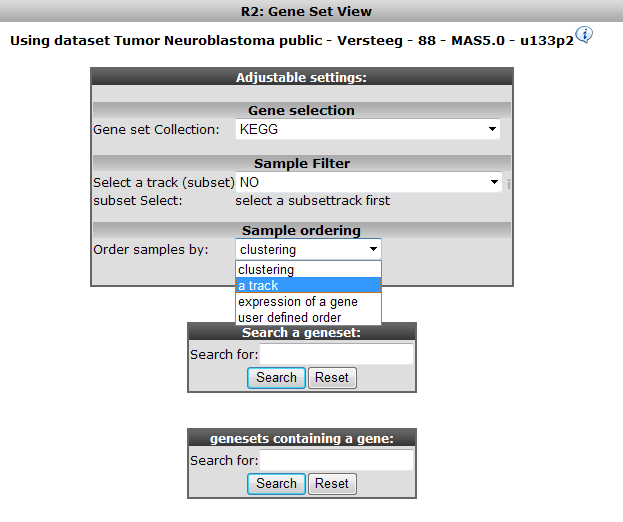 R2: Gene Set View
Using dataset Tumor Neuroblastoma public - Versteeg - 88 - MAS5.0 - u133p2 i
Adjustable settings:
Gene selection
Gene set Collection: KEGG
Sample Filter
Select a track (subset) NO i
subset Select: select a subsettrack first
Sample ordering
Order samples by: clustering
clustering
a track
expression of a gene
user defined order
Search a geneset:
Search for:
Search Reset
genesets containing a gene:
Search for:
Search Reset